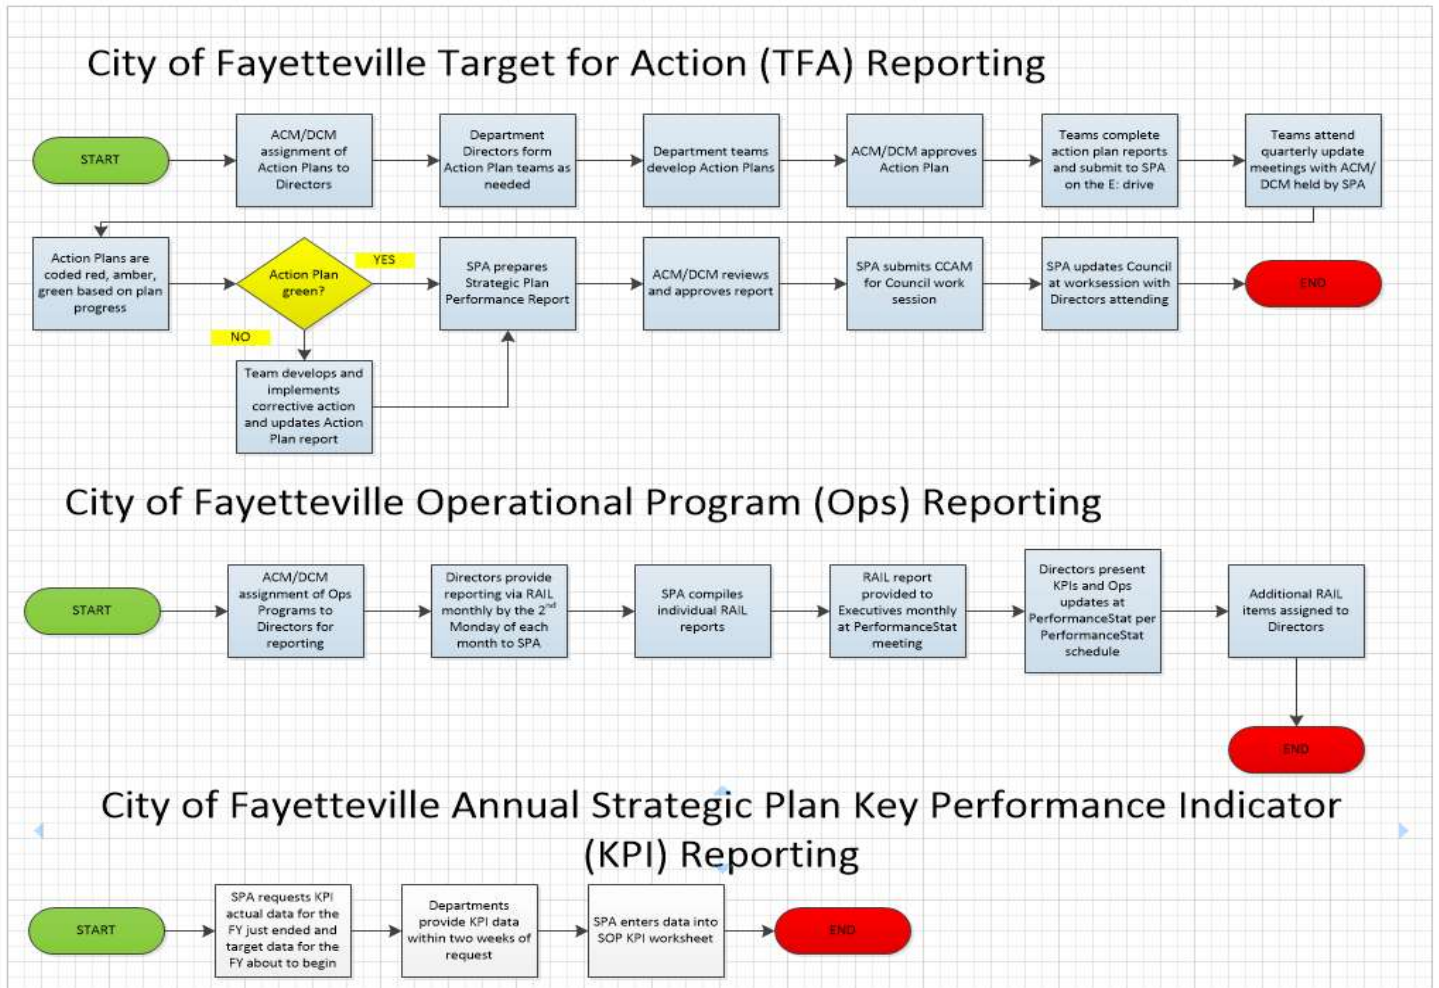 City of Fayetteville Target for Action (TFA) Reporting
START
ACM/DCM
assignment of
Action Plans to
Directors
Department
Directors form
Action Plan teams as
needed
Department teams
develop Action Plans
ACM/DCM approves
Action Plan
Teams complete
action plan reports
and submit to SPA
on the E: drive
Teams attend
quarterly update
meetings with ACM/
DCM held by SPA
Action Plans are
coded red, amber,
green based on plan
progress
Action Plan
green?
YES
NO
Team develops and
implements
corrective action
and updates Action
Plan report
SPA prepares
Strategic Plan
Performance Report
ACM/DCM reviews
and approves report
SPA submits CCAM
for Council work
session
SPA updates Council
at worksession with
Directors attending
END
City of Fayetteville Operational Program (Ops) Reporting
START
ACM/DCM
assignment of Ops
Programs to
Directors for
reporting
Directors provide
reporting via RAIL
monthly by the 2nd
Monday of each
month to SPA
SPA compiles
individual RAIL
reports
RAIL report
provided to
Executives monthly
at PerformanceStat
meeting
Directors present
KPIs and Ops
updates at
PerformanceStat per
PerformanceStat
schedule
Additional RAIL
items assigned to
Directors
END
City of Fayetteville Annual Strategic Plan Key Performance Indicator
(KPI) Reporting
START
SPA requests KPI
actual data for the
FY just ended and
target data for the
FY about to begin
Departments
provide KPI data
within two weeks of
request
SPA enters data into
SOP KPI worksheet
END